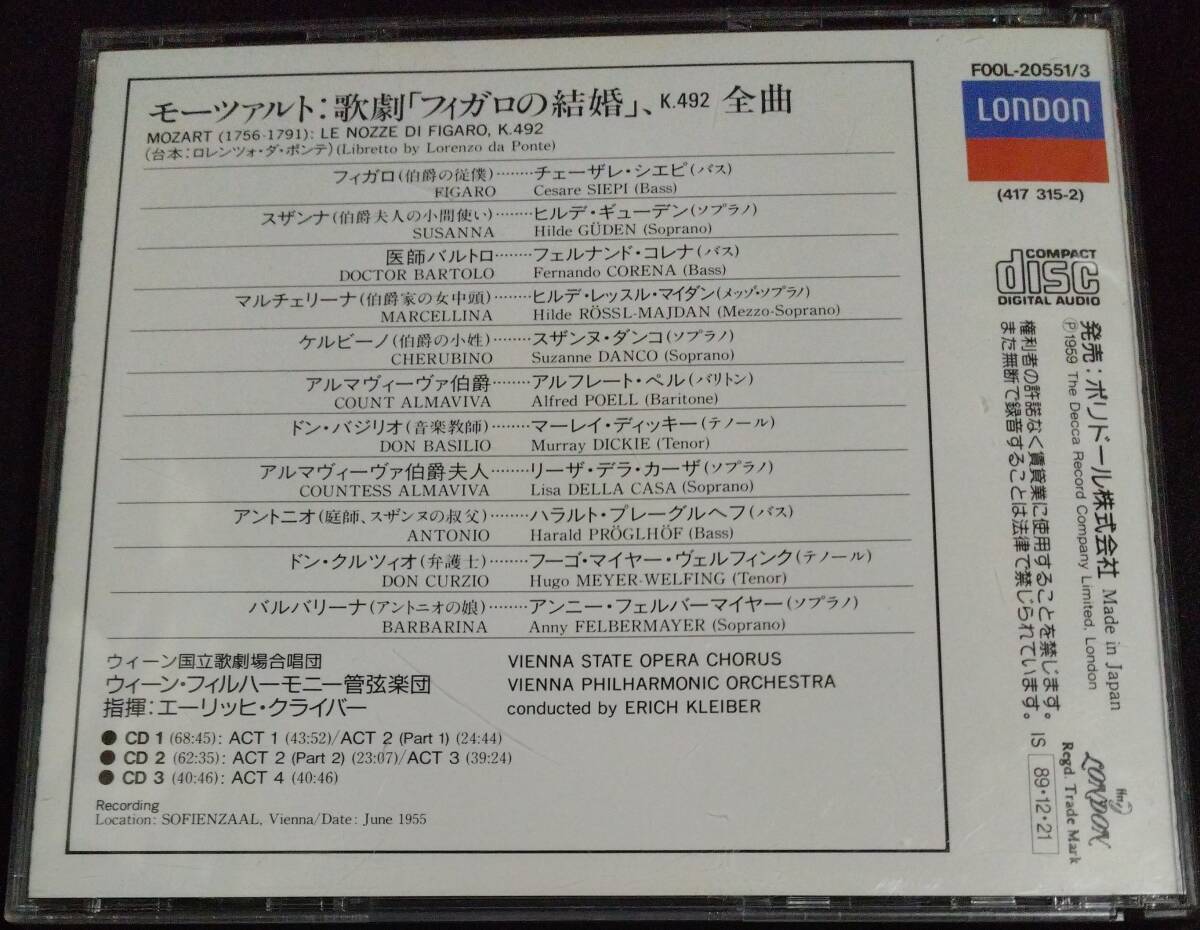 モーツァルト：歌劇「フィガロの結婚」、K.492 全曲
MOZART (1756-1791): LE NOZZE DI FIGARO, K.492
(台本：ロレンツォ・ダ・ポンテ)(Libretto by Lorenzo da Ponte)
フィガロ(伯爵の従僕)········チェーザレ・シエピ(バス)
FIGARO Cesare SIEPI (Bass)
スザンナ(伯爵夫人の小間使い)········ヒルデ・ギューデン(ソプラノ)
SUSANNA Hilde GÜDEN (Soprano)
医師バルトロ········フェルナンド・コレナ(バス)
DOCTOR BARTOLO Fernando CORENA (Bass)
マルチェリーナ(伯爵家の女中頭)········ヒルデ・レッスル・マイダン(メッゾ・ソプラノ)
MARCELLINA Hilde RÖSSL-MAJDAN (Mezzo-Soprano)
ケルビーノ(伯爵の小姓)········スザンヌ・ダンコ(ソプラノ)
CHERUBINO Suzanne DANCO (Soprano)
アルマヴィーヴァ伯爵········アルフレート・ペル(バリトン)
COUNT ALMAVIVA Alfred POELL (Baritone)
ドン・バジリオ(音楽教師)········マーレイ・ディッキー(テノール)
DON BASILIO Murray DICKIE (Tenor)
アルマヴィーヴァ伯爵夫人········リーザ・デラ・カーザ(ソプラノ)
COUNTESS ALMAVIVA Lisa DELLA CASA (Soprano)
アントニオ(庭師、スザンヌの叔父)········ハラルト・プレーグルヘフ(バス)
ANTONIO Harald PRÖGLHÖF (Bass)
ドン・クルツィオ(弁護士)········フーゴ・マイヤー・ヴェルフィンク(テノール)
DON CURZIO Hugo MEYER-WELFING (Tenor)
バルバリーナ(アントニオの娘)········アンニー・フェルバーマイヤー(ソプラノ)
BARBARINA Anny FELBERMAYER (Soprano)
ウィーン国立歌劇場合唱団 VIENNA STATE OPERA CHORUS
ウィーン・フィルハーモニー管弦楽団 VIENNA PHILHARMONIC ORCHESTRA
指揮：エーリッヒ・クライバー conducted by ERICH KLEIBER
● CD 1 (68:45): ACT 1 (43:52)/ACT 2 (Part 1) (24:44)
● CD 2 (62:35): ACT 2 (Part 2) (23:07)/ACT 3 (39:24)
● CD 3 (40:46): ACT 4 (40:46)
Recording
Location: SOFIENZAAL, Vienna/Date: June 1955
F00L-20551/3
LONDON
(417 315-2)
COMPACT
disc
DIGITAL AUDIO
発売：ポリドール株式会社 Made in Japan
℗1959 The Decca Record Company Limited, London
権利者の許諾なく賃貸業に使用することを禁じます。
また無断で録音することは法律で禁じられています。
IS 89・12・21
ffrr LONDON
Regd. Trade Mark